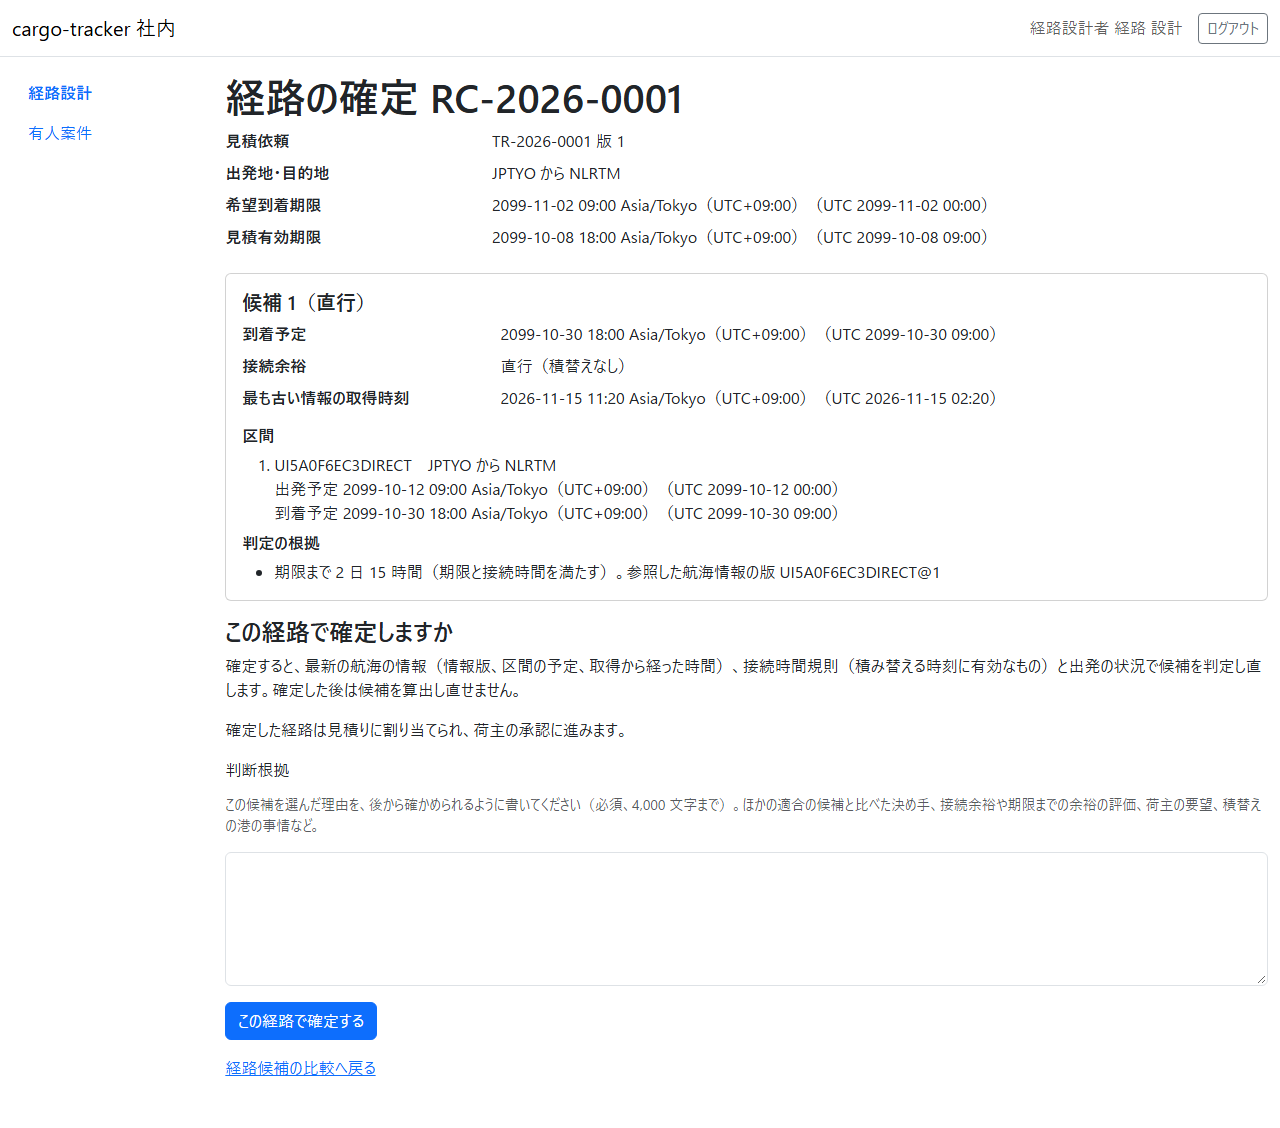 cargo-tracker 社内
経路設計者 経路 設計
ログアウト
経路設計
有人案件
経路の確定 RC-2026-0001
見積依頼 TR-2026-0001 版 1
出発地・目的地 JPTYO から NLRTM
希望到着期限 2099-11-02 09:00 Asia/Tokyo（UTC+09:00）（UTC 2099-11-02 00:00）
見積有効期限 2099-10-08 18:00 Asia/Tokyo（UTC+09:00）（UTC 2099-10-08 09:00）
候補 1（直行）
到着予定 2099-10-30 18:00 Asia/Tokyo（UTC+09:00）（UTC 2099-10-30 09:00）
接続余裕 直行（積替えなし）
最も古い情報の取得時刻 2026-11-15 11:20 Asia/Tokyo（UTC+09:00）（UTC 2026-11-15 02:20）
区間
1. UI5A0F6EC3DIRECT　JPTYO から NLRTM
出発予定 2099-10-12 09:00 Asia/Tokyo（UTC+09:00）（UTC 2099-10-12 00:00）
到着予定 2099-10-30 18:00 Asia/Tokyo（UTC+09:00）（UTC 2099-10-30 09:00）
判定の根拠
• 期限まで 2 日 15 時間（期限と接続時間を満たす）。参照した航海情報の版 UI5A0F6EC3DIRECT@1
この経路で確定しますか
確定すると、最新の航海の情報（情報版、区間の予定、取得から経った時間）、接続時間規則（積み替える時刻に有効なもの）と出発の状況で候補を判定し直
します。確定した後は候補を算出し直せません。
確定した経路は見積りに割り当てられ、荷主の承認に進みます。
判断根拠
この候補を選んだ理由を、後から確かめられるように書いてください（必須、4,000 文字まで）。ほかの適合の候補と比べた決め手、接続余裕や期限までの余裕の評価、荷主の要望、積替え
の港の事情など。
この経路で確定する
経路候補の比較へ戻る